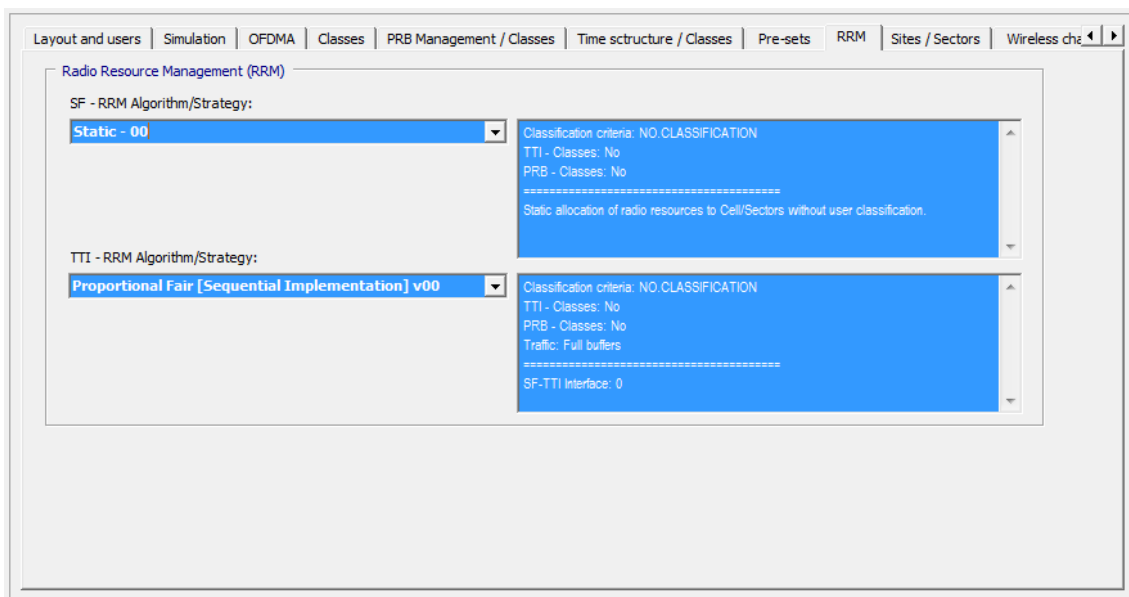 Layout and users | Simulation | OFDMA | Classes | PRB Management / Classes | Time sctructure / Classes | Pre-sets | RRM | Sites / Sectors | Wireless cha
Radio Resource Management (RRM)
SF - RRM Algorithm/Strategy:
Static - 00
Classification criteria: NO.CLASSIFICATION
TTI - Classes: No
PRB - Classes: No
========================================
Static allocation of radio resources to Cell/Sectors without user classification.
TTI - RRM Algorithm/Strategy:
Proportional Fair [Sequential Implementation] v00
Classification criteria: NO.CLASSIFICATION
TTI - Classes: No
PRB - Classes: No
Traffic: Full buffers
========================================
SF-TTI Interface: 0